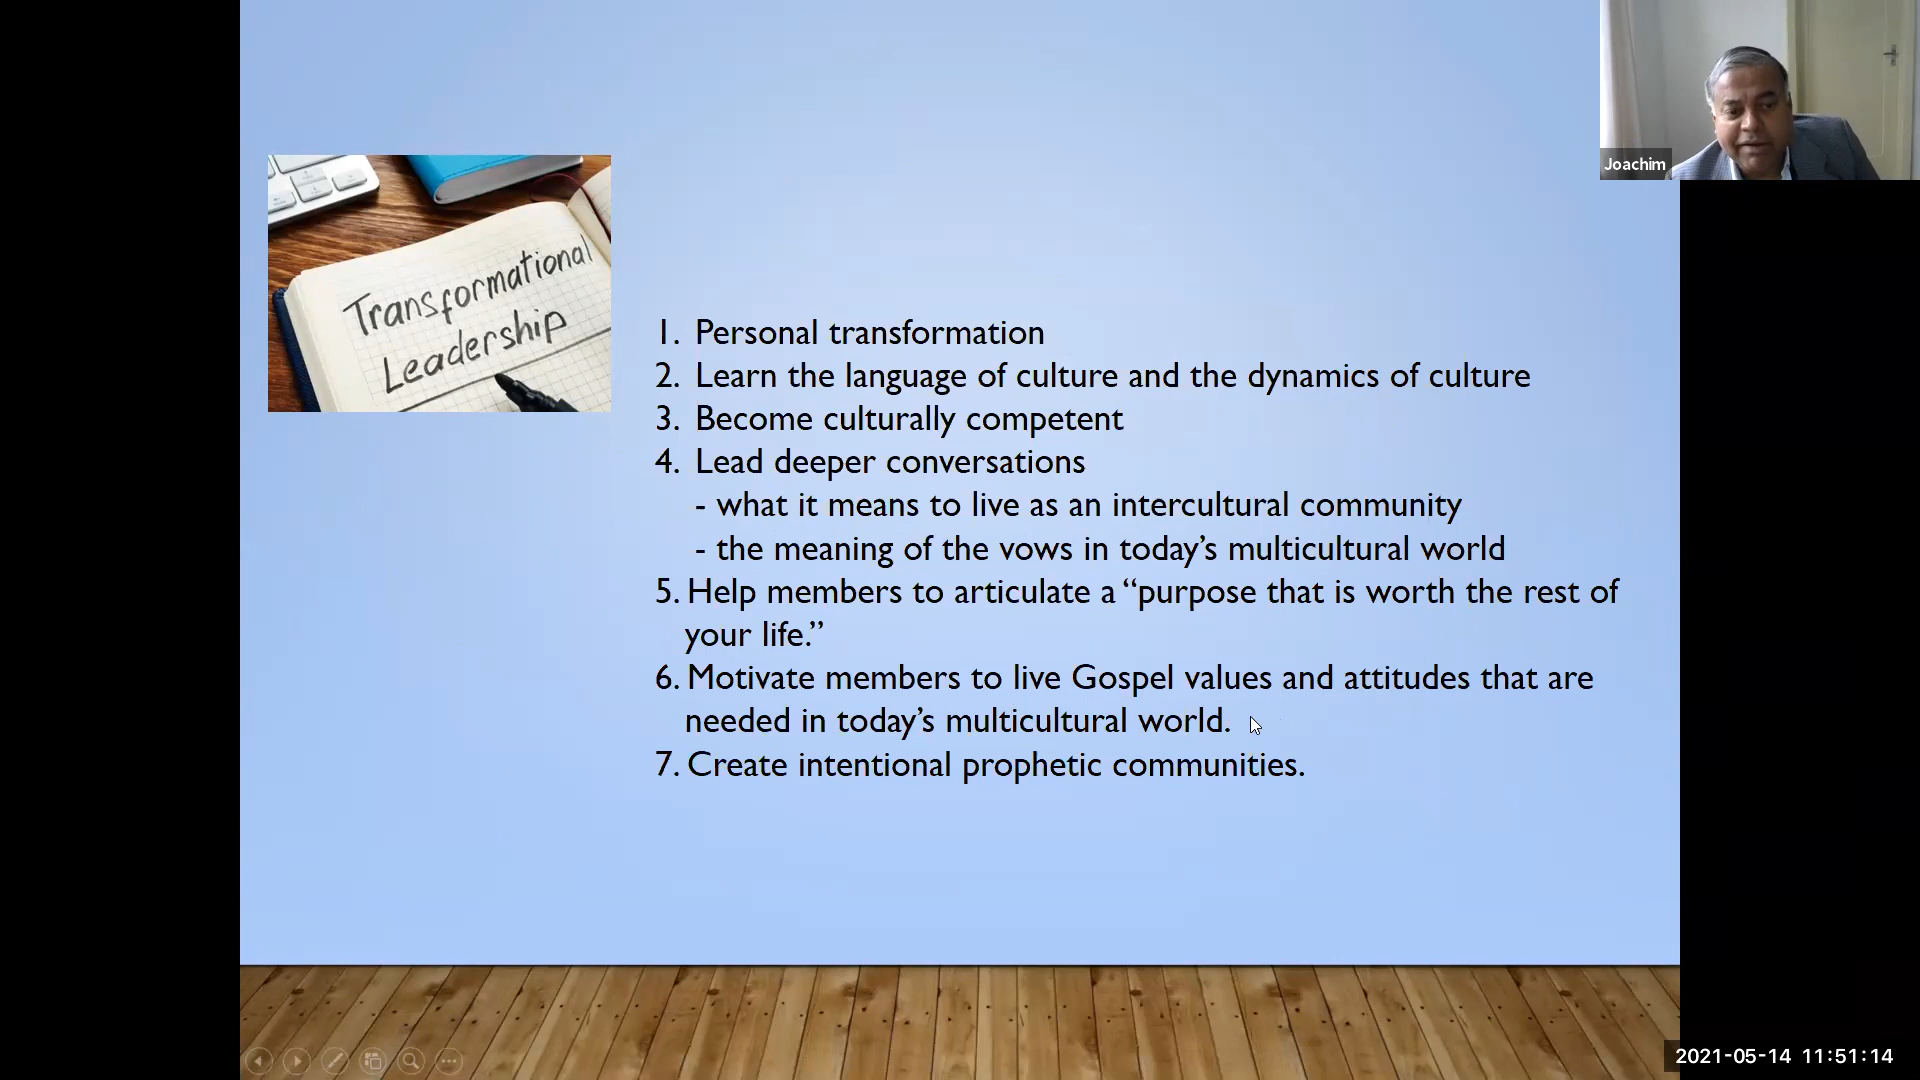 Joachim
Transformational
Leadership
1. Personal transformation
2. Learn the language of culture and the dynamics of culture
3. Become culturally competent
4. Lead deeper conversations
- what it means to live as an intercultural community
- the meaning of the vows in today’s multicultural world
5. Help members to articulate a “purpose that is worth the rest of
your life.”
6. Motivate members to live Gospel values and attitudes that are
needed in today’s multicultural world.
7. Create intentional prophetic communities.
2021-05-14 11:51:14